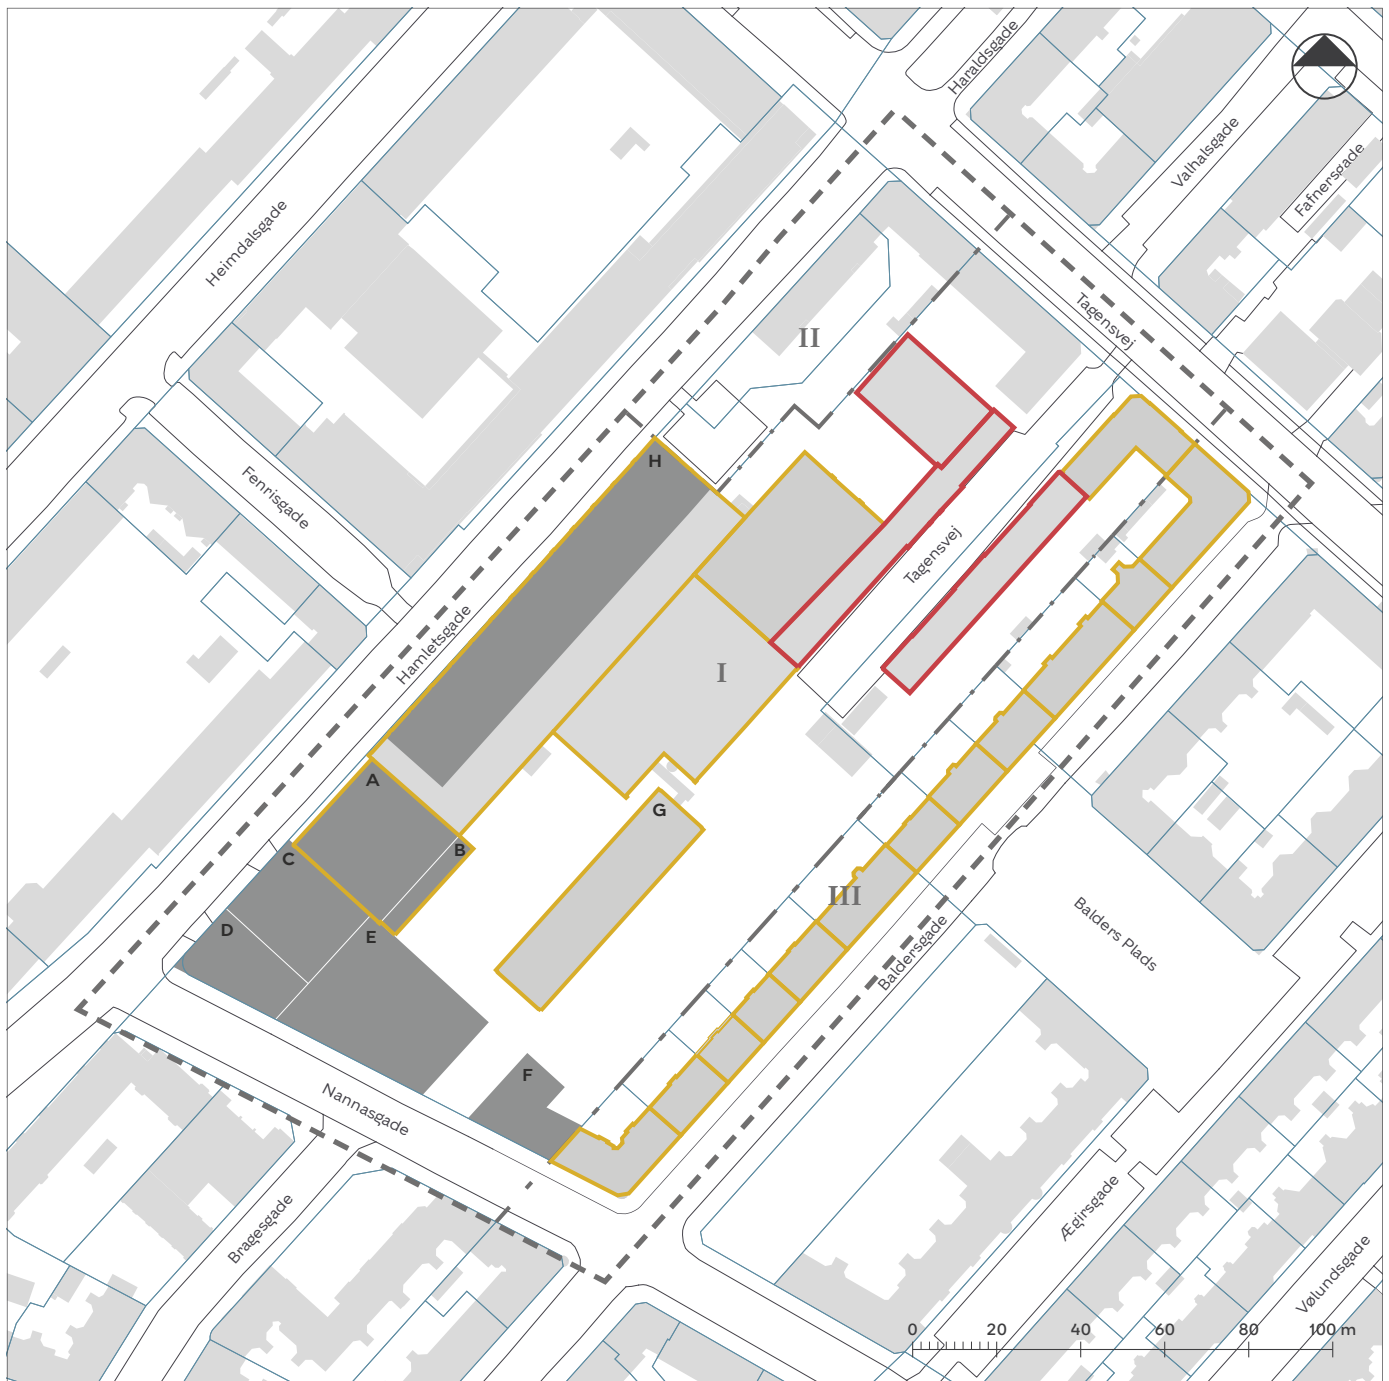 Haraldsgade
Valhalsgade
Fafnersgade
Heimdalsgade
Tagensvej
II
H
Fenrisgade
Tagensvej
Hamletsgade
I
A
G
B
C
III
D
E
Balders Plads
Baldersgade
F
Nannasgade
Bragesgade
Ægirsgade
Vølundsgade
0 20 40 60 80 100 m